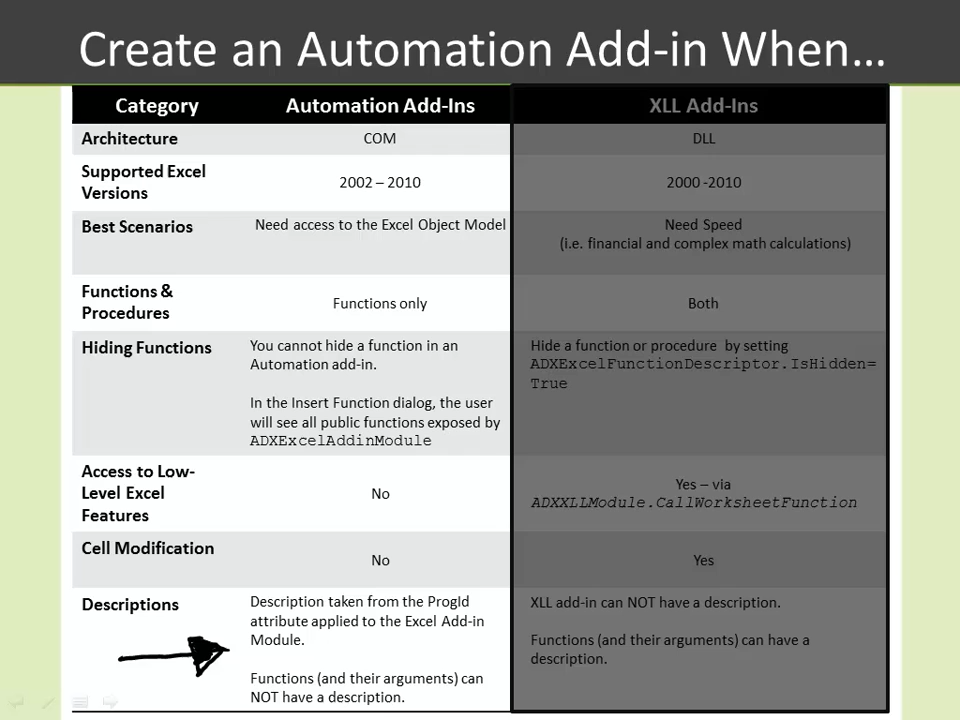 Create an Automation Add-in When…
Category Automation Add-Ins XLL Add-Ins
Architecture COM DLL
Supported Excel
Versions
2002 – 2010
2000 -2010
Best Scenarios
Need access to the Excel Object Model
Need Speed
(i.e. financial and complex math calculations)
Functions &
Procedures
Functions only
Both
Hiding Functions
You cannot hide a function in an
Automation add-in.
In the Insert Function dialog, the user
will see all public functions exposed by
ADXExcelAddinModule
Hide a function or procedure by setting
ADXExcelFunctionDescriptor.IsHidden=
True
Access to Low-
Level Excel
Features
No
Yes – via
ADXXLLModule.CallWorksheetFunction
Cell Modification
No
Yes
Descriptions
Description taken from the ProgId
attribute applied to the Excel Add-in
Module.
Functions (and their arguments) can
NOT have a description.
XLL add-in can NOT have a description.
Functions (and their arguments) can have a
description.